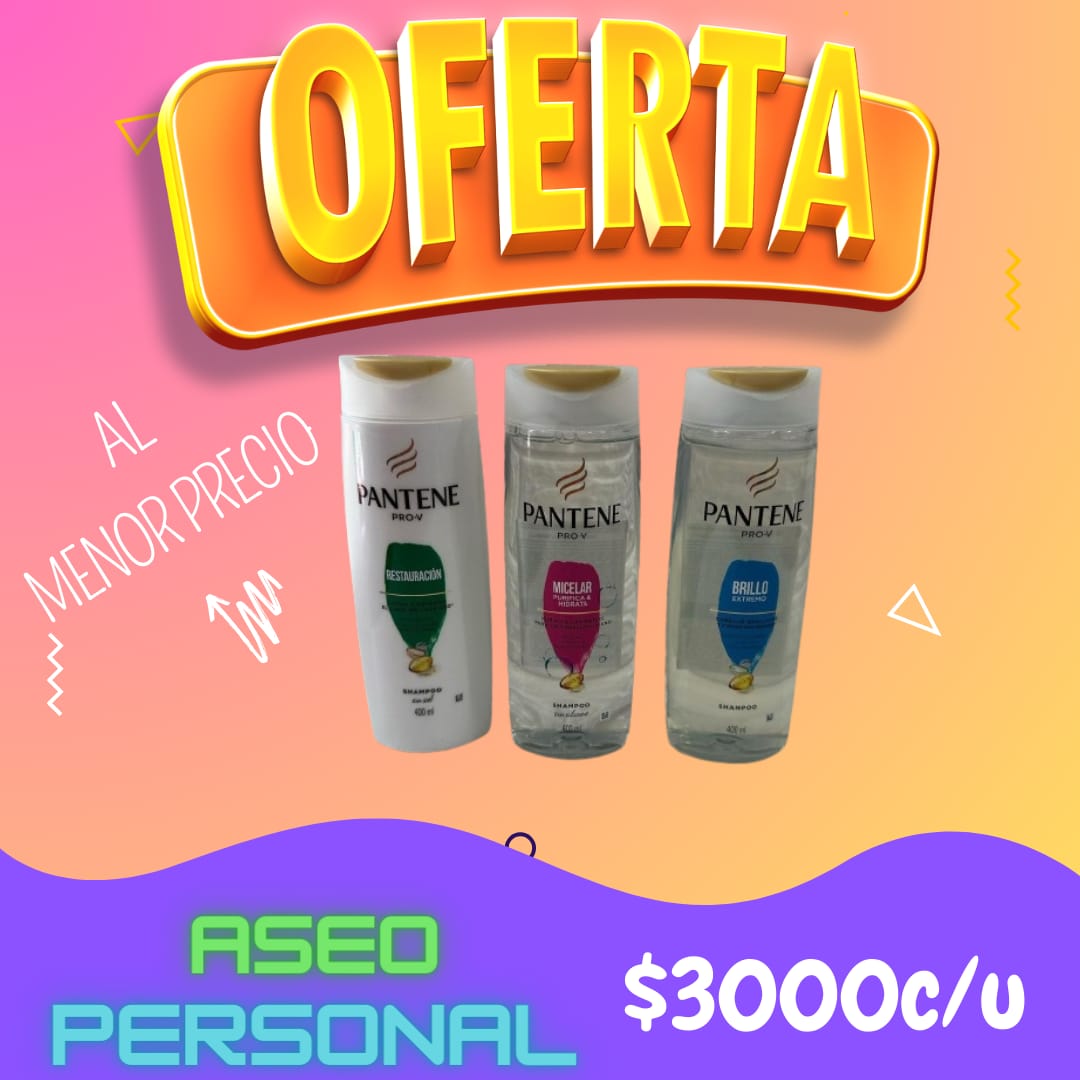 OFERTA
AL
MENOR PRECIO
PANTENE
PRO-V
RESTAURACIÓN
SHAMPOO
400 ml
PANTENE
PRO-V
MICELAR
PURIFICA &
HIDRATA
SHAMPOO
400 ml
PANTENE
PRO-V
BRILLO
EXTREMO
SHAMPOO
400 ml
ASEO
PERSONAL
$3000c/u